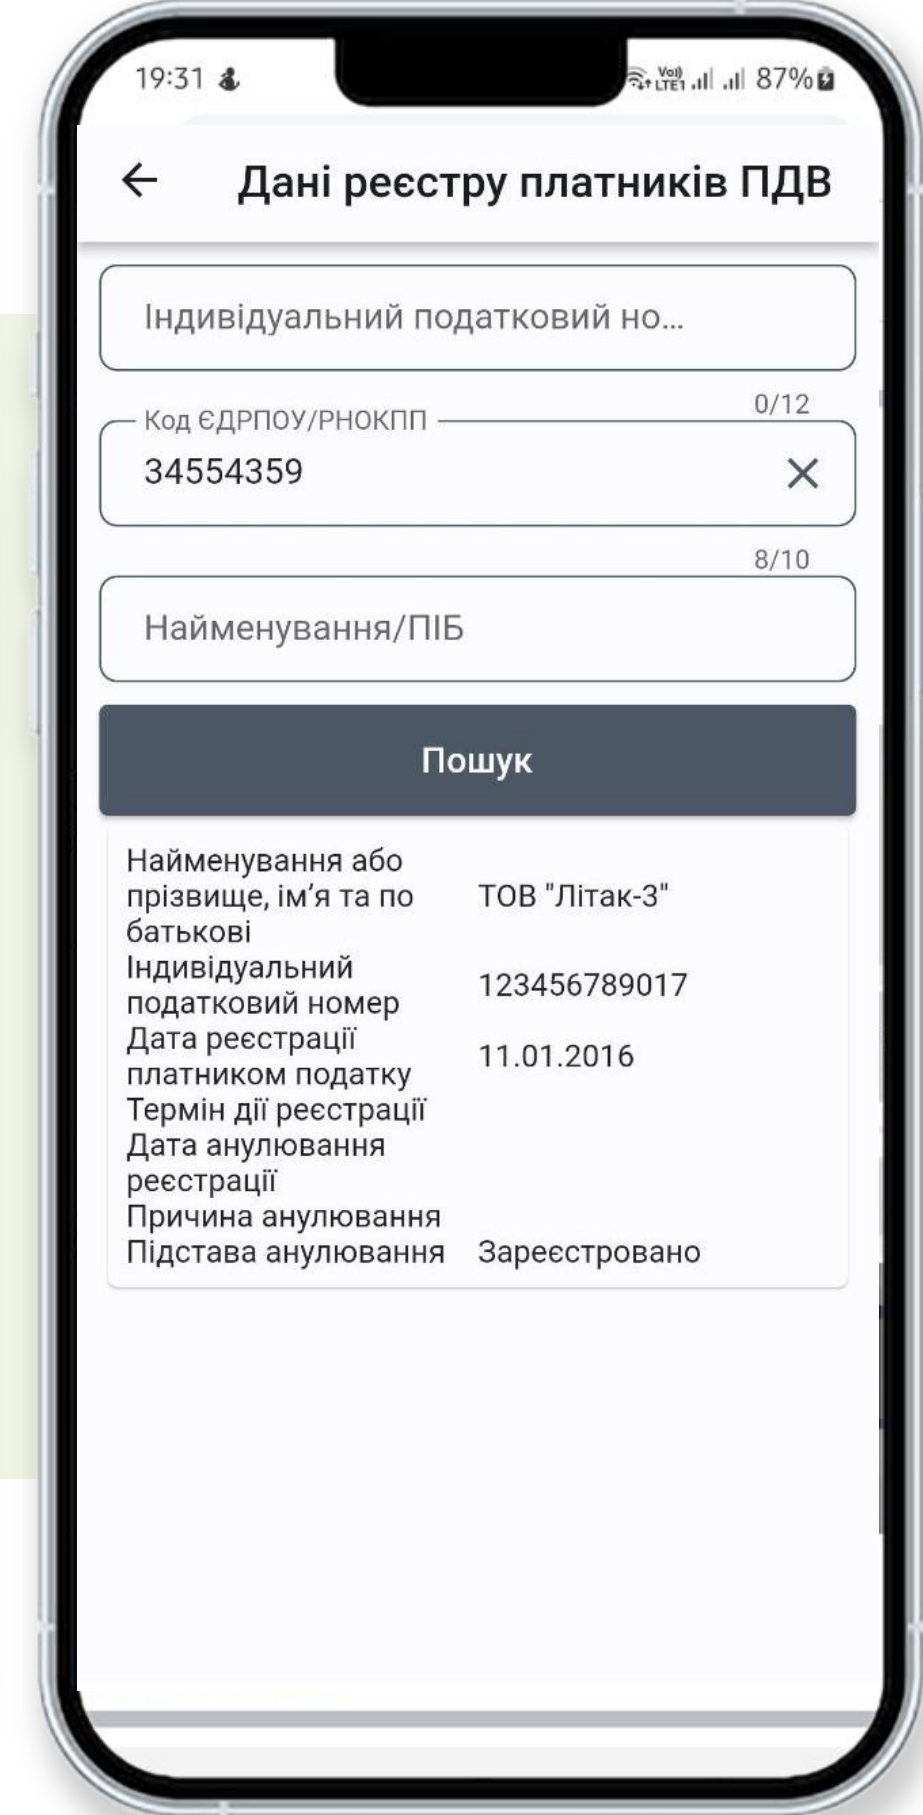 19:31 Vo)) LTE1 87%
Дані реєстру платників ПДВ
Індивідуальний податковий но...
0/12
Код ЄДРПОУ/РНОКПП
34554359
8/10
Найменування/ПІБ
Пошук
Найменування або
прізвище, ім’я та по
батькові
ТОВ "Літак-3"
Індивідуальний
податковий номер
123456789017
Дата реєстрації
платником податку
11.01.2016
Термін дії реєстрації
Дата анулювання
реєстрації
Причина анулювання
Підстава анулювання Зареєстровано